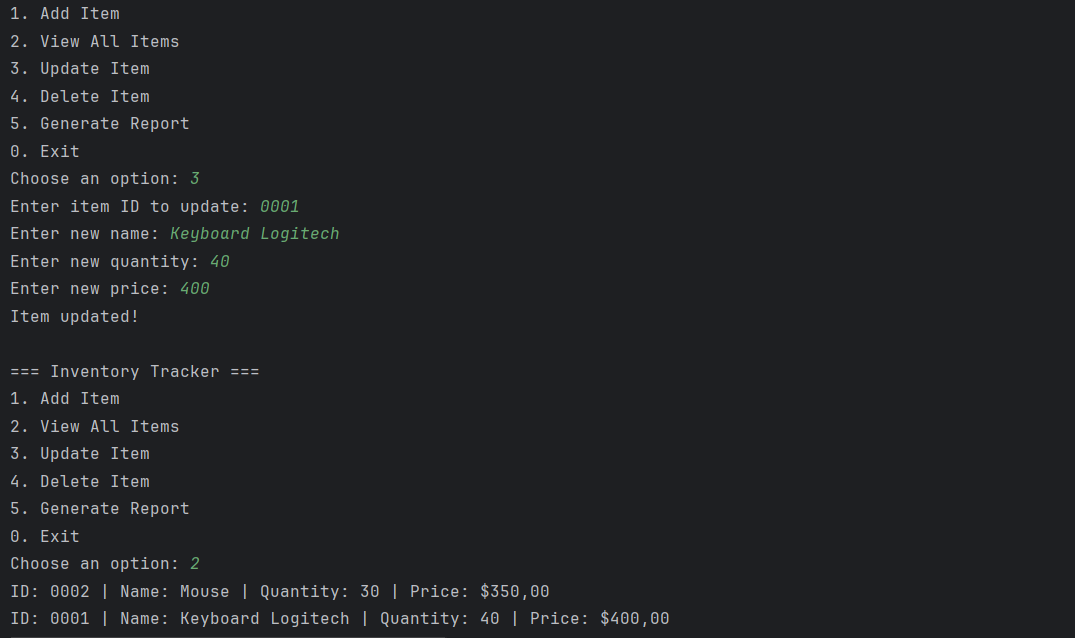 1. Add Item
2. View All Items
3. Update Item
4. Delete Item
5. Generate Report
0. Exit
Choose an option: 3
Enter item ID to update: 0001
Enter new name: Keyboard Logitech
Enter new quantity: 40
Enter new price: 400
Item updated!
=== Inventory Tracker ===
1. Add Item
2. View All Items
3. Update Item
4. Delete Item
5. Generate Report
0. Exit
Choose an option: 2
ID: 0002 | Name: Mouse | Quantity: 30 | Price: $350,00
ID: 0001 | Name: Keyboard Logitech | Quantity: 40 | Price: $400,00